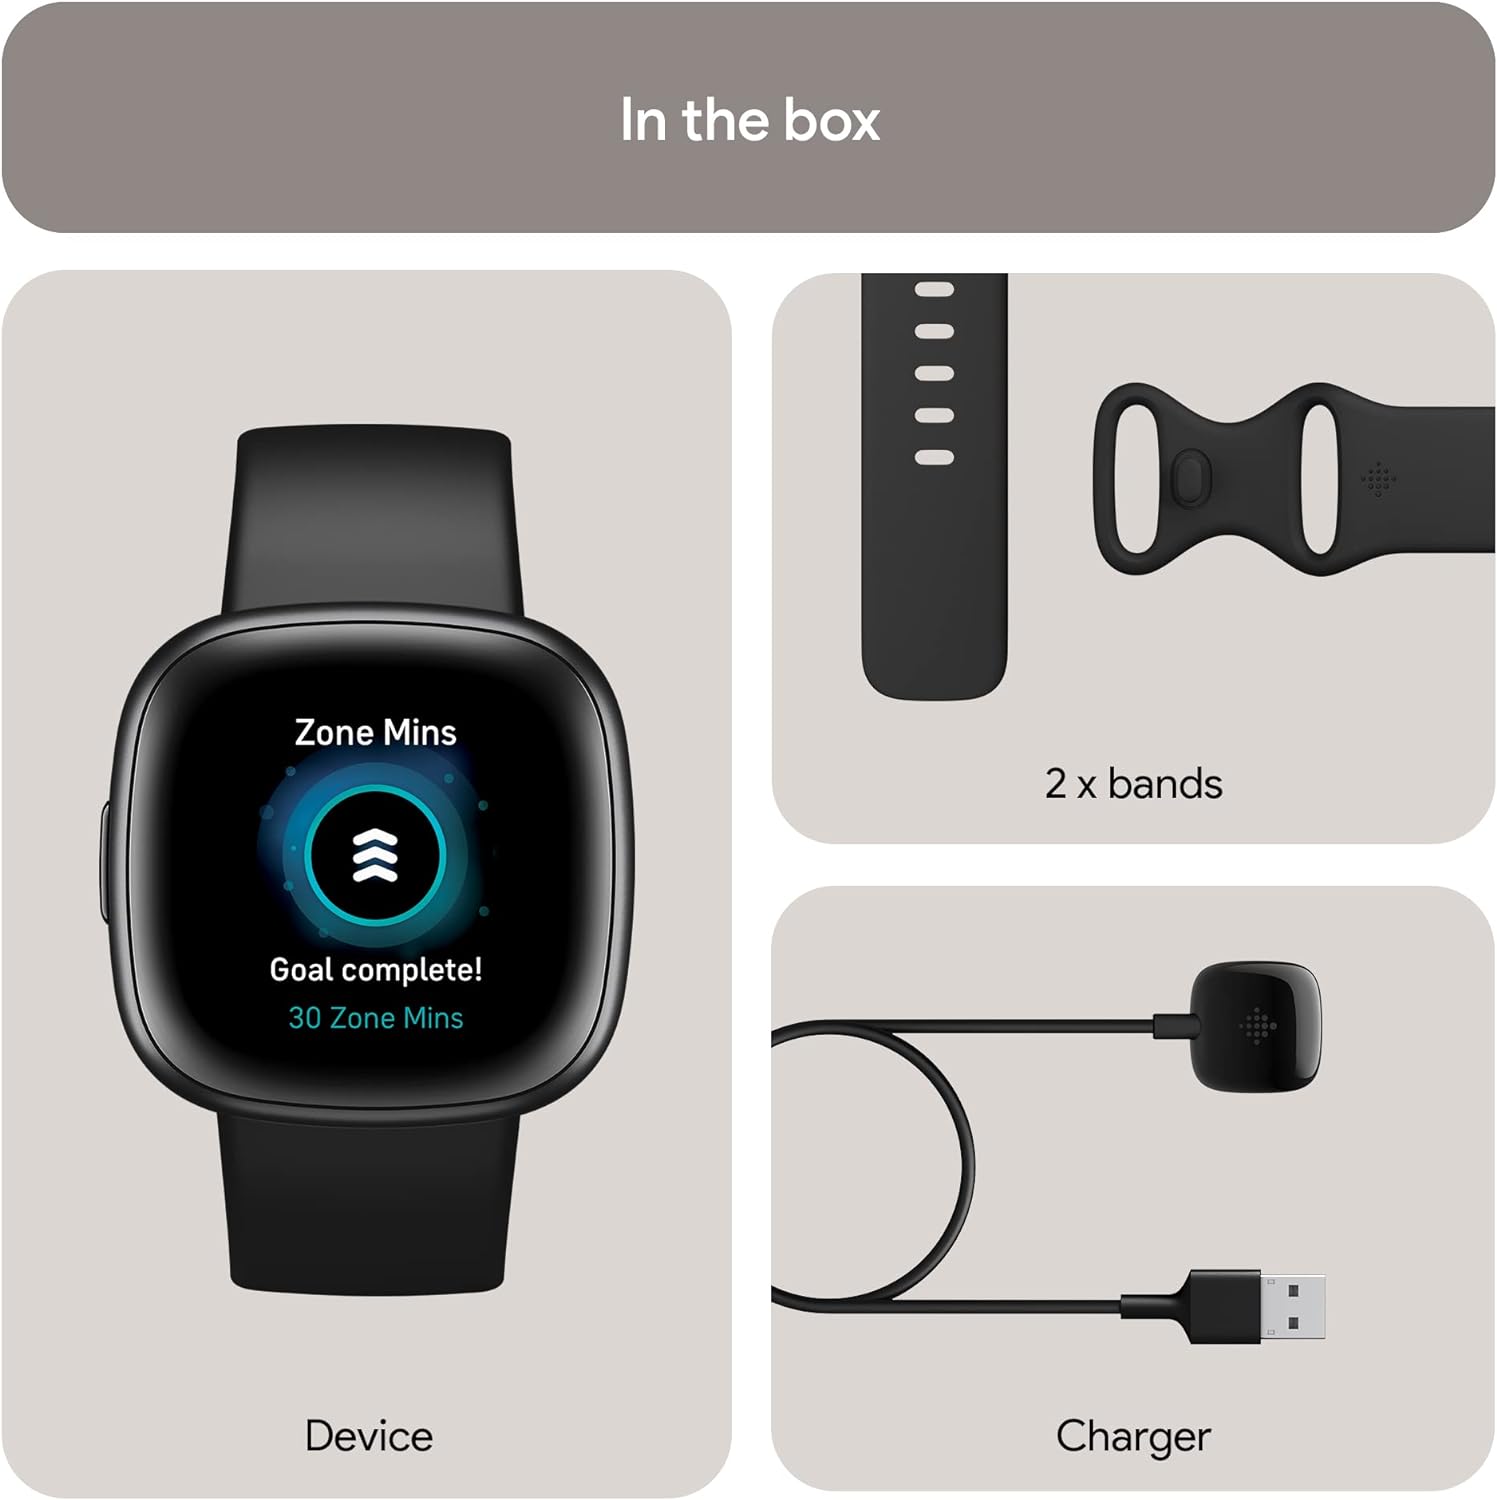 In the box
Zone Mins
Goal complete!
30 Zone Mins
Device
2 x bands
Charger